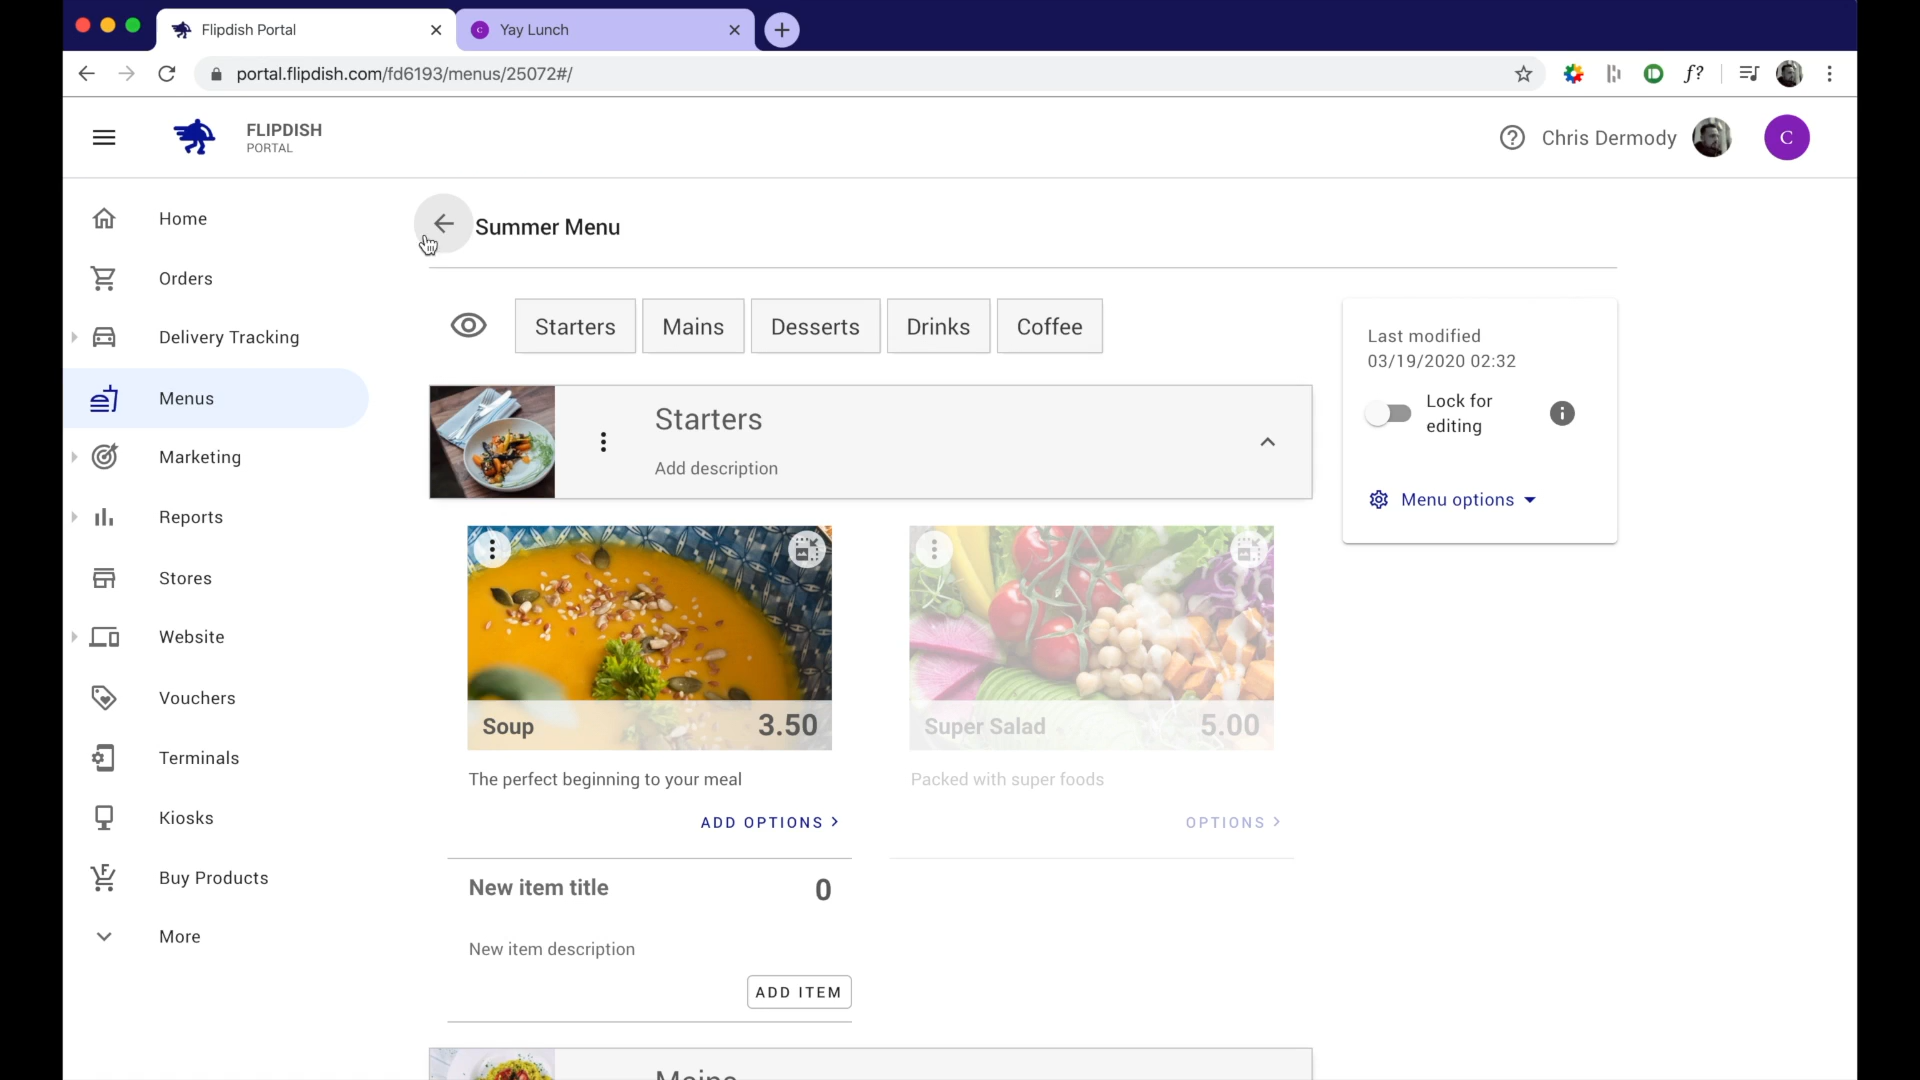 Flipdish Portal
C Yay Lunch
portal.flipdish.com/fd6193/menus/25072#/
f?
FLIPDISH
PORTAL
Chris Dermody
C
Home
Orders
Delivery Tracking
Menus
Marketing
Reports
Stores
Website
Vouchers
Terminals
Kiosks
Buy Products
More
Summer Menu
Starters
Mains
Desserts
Drinks
Coffee
Starters
Add description
Soup 3.50
The perfect beginning to your meal
ADD OPTIONS
Super Salad 5.00
Packed with super foods
OPTIONS
New item title 0
New item description
ADD ITEM
Mains
Last modified
03/19/2020 02:32
Lock for
editing
Menu options